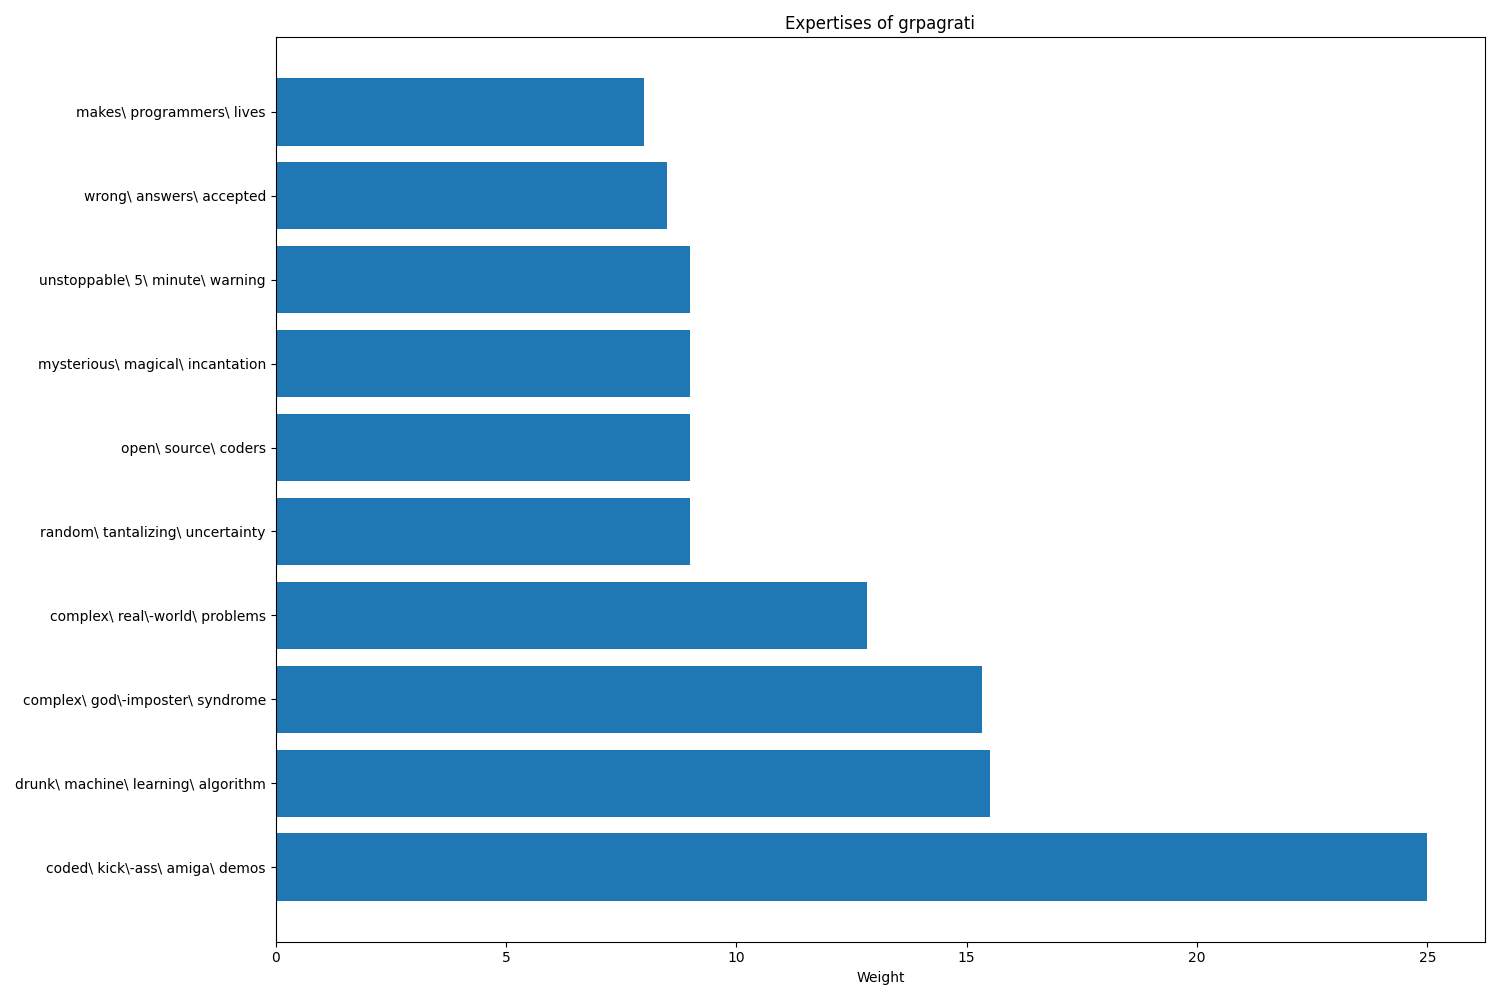 Expertises of grpagrati
makes\ programmers\ lives
wrong\ answers\ accepted
unstoppable\ 5\ minute\ warning
mysterious\ magical\ incantation
open\ source\ coders
random\ tantalizing\ uncertainty
complex\ real\-world\ problems
complex\ god\-imposter\ syndrome
drunk\ machine\ learning\ algorithm
coded\ kick\-ass\ amiga\ demos
0 5 10 15 20 25
Weight